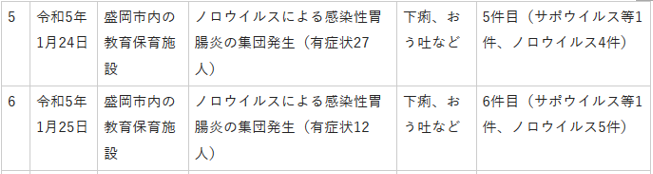 5
令和5年
1月24日
盛岡市内の
教育保育施
設
ノロウイルスによる感染性胃
腸炎の集団発生（有症状27
人）
下痢、お
う吐など
5件目（サポウイルス等1
件、ノロウイルス4件）
6
令和5年
1月25日
盛岡市内の
教育保育施
設
ノロウイルスによる感染性胃
腸炎の集団発生（有症状12
人）
下痢、お
う吐など
6件目（サポウイルス等1
件、ノロウイルス5件）